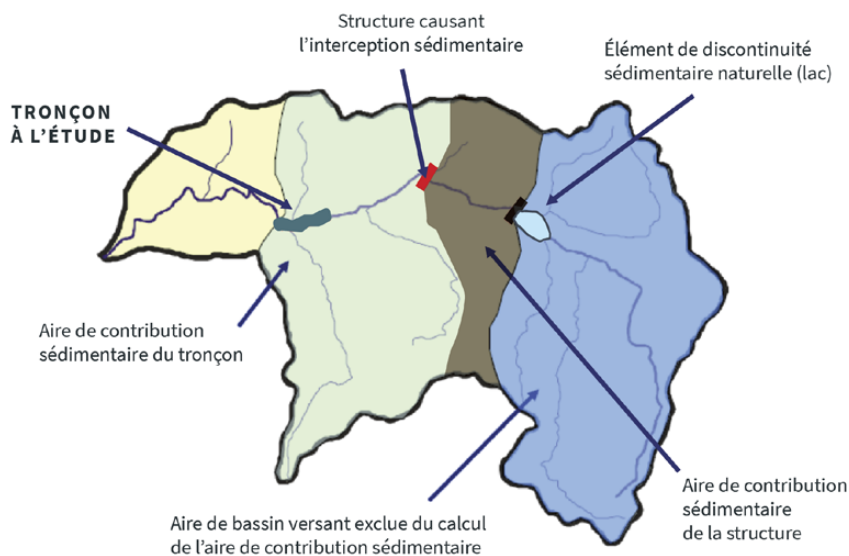 Structure causant
l'interception sédimentaire
Élément de discontinuité
sédimentaire naturelle (lac)
TRONÇON
À L'ÉTUDE
Aire de contribution
sédimentaire du tronçon
Aire de bassin versant exclue du calcul
de l'aire de contribution sédimentaire
Aire de contribution
sédimentaire
de la structure